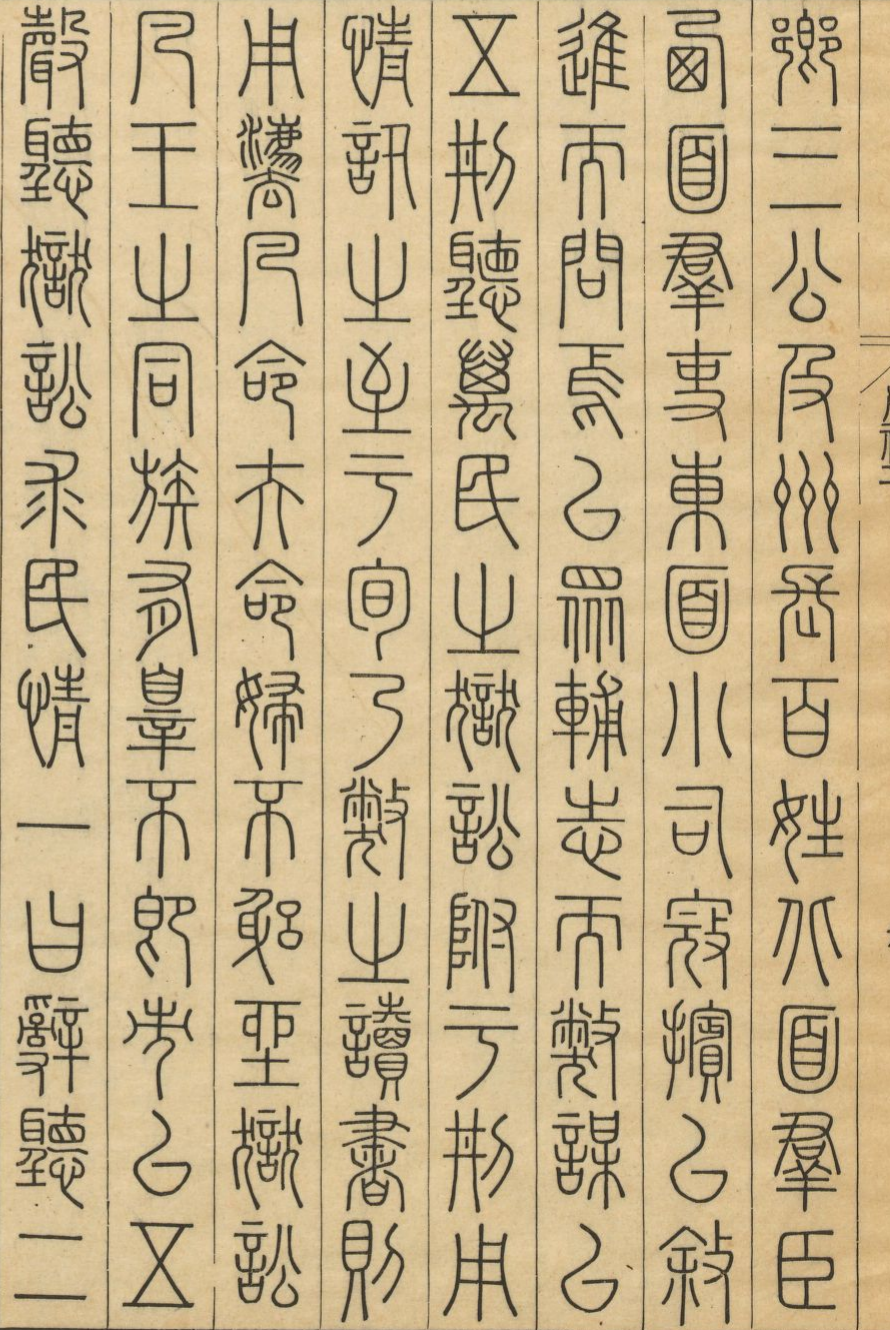 鄉三公及州長百姓北面羣臣
西面羣吏東面小司寇擯以敘
進而問焉以眾輔志而弊謀以
五刑聽萬民之獄訟附于刑用
情訊之至于旬乃弊之讀書則
用灋凡命夫命婦不躬坐獄訟
凡王之同族有辠不即市以五
聲聽獄訟求民情一曰辭聽二